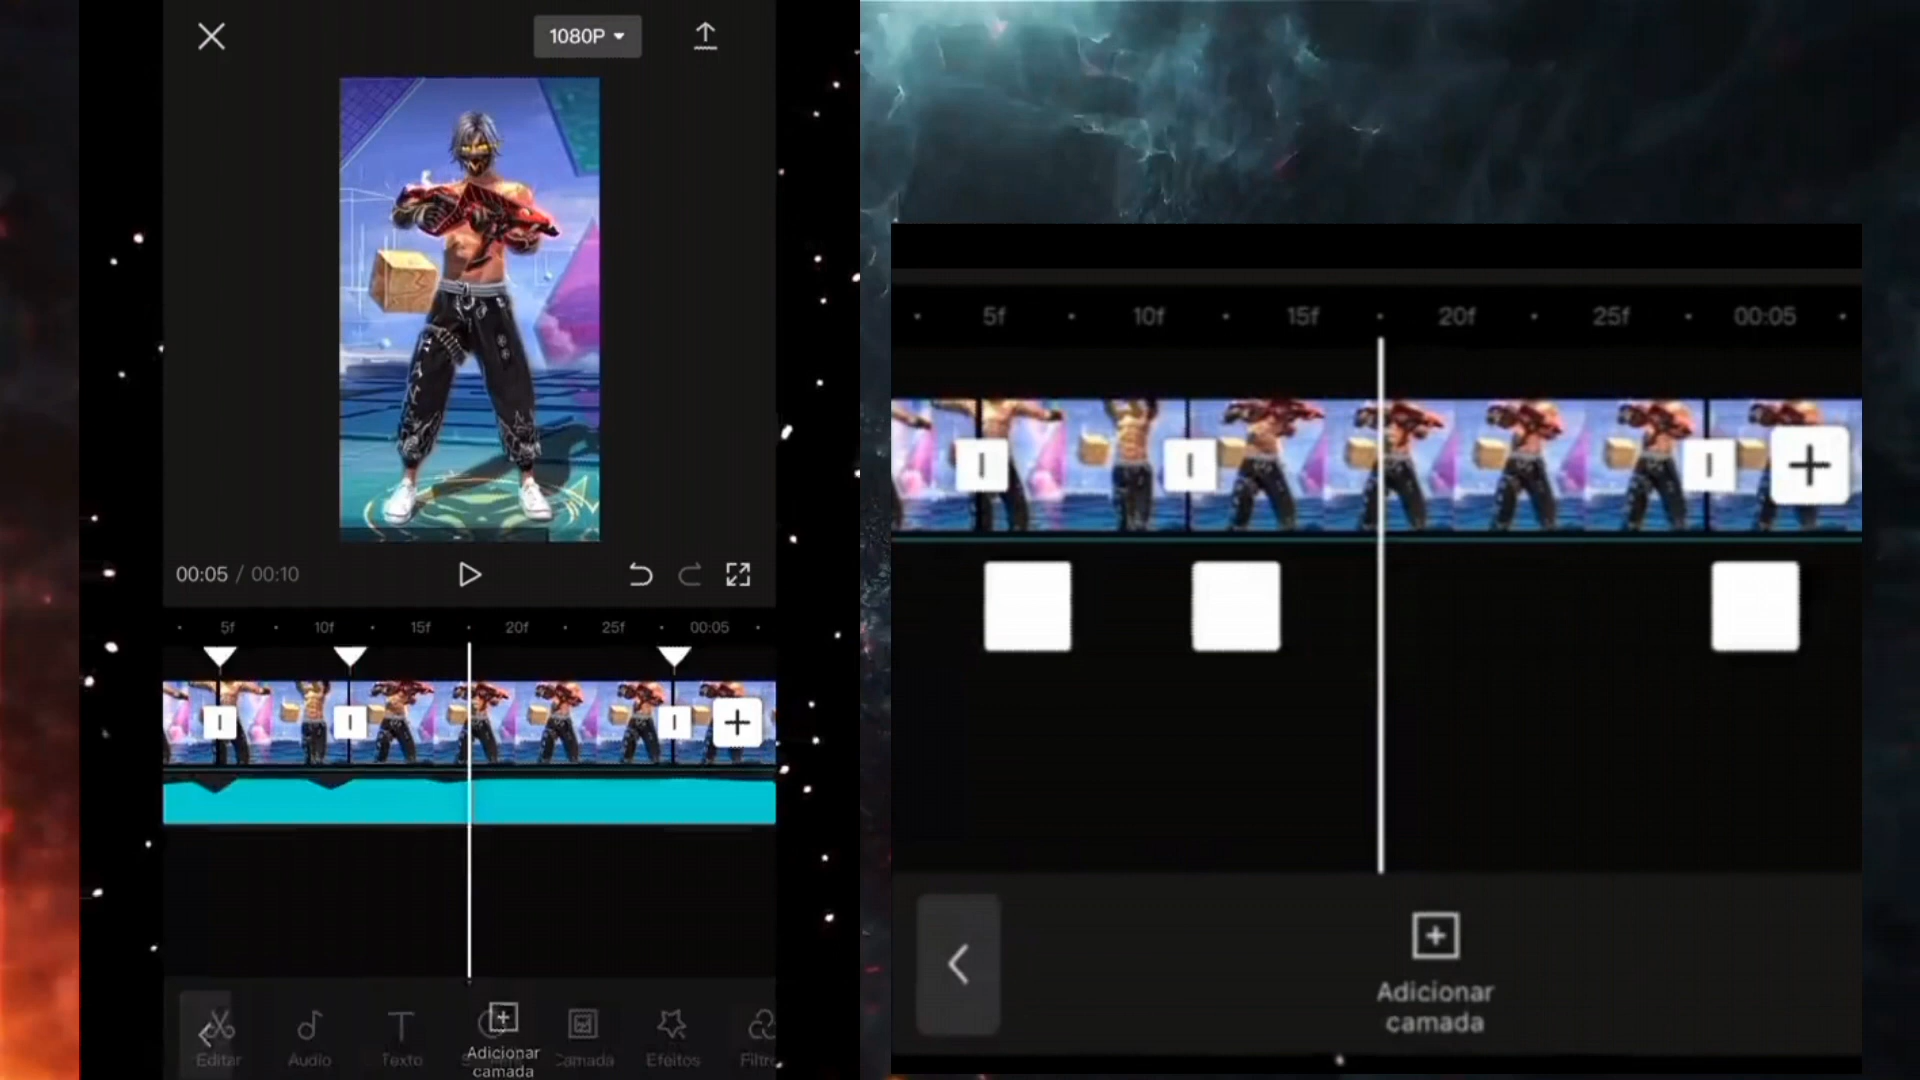 1080P
00:05 / 00:10
5f 10f 15f 20f 25f 00:05
Editar Áudio Texto Adicionar camada Camada Efeitos Filtro
5f 10f 15f 20f 25f 00:05
Adicionar
camada